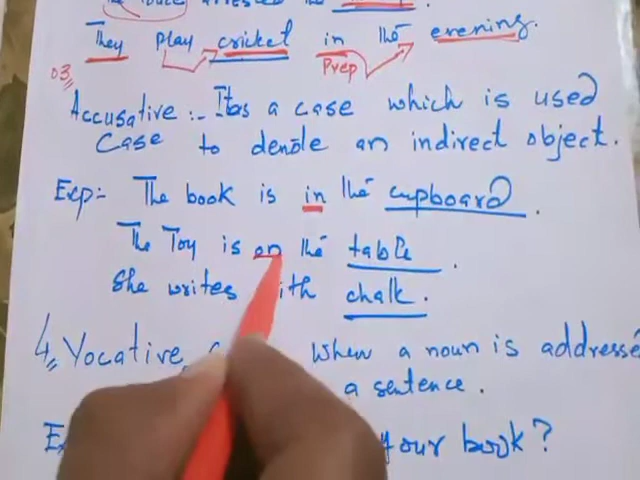 They play cricket in the evening.
Prep
03
Accusative :- It is a case which is used
Case to denote an indirect object.
Exp:- The book is in the cupboard.
The Toy is on the table.
She writes chalk.
4, Vocative When a noun is addresse
a sentence.
your book?